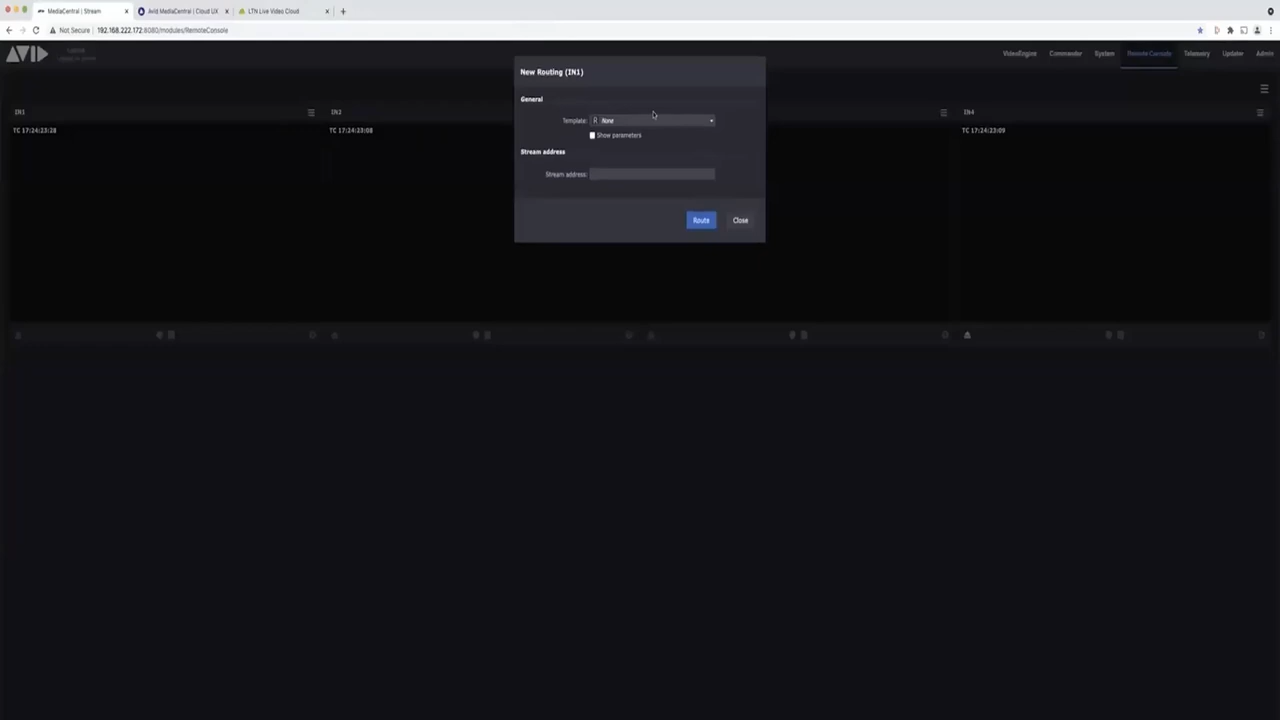 MediaCentral | Stream
Avid MediaCentral | Cloud UX
LTN Live Video Cloud
Not Secure | 192.168.222.172:8080/modules/RemoteConsole
AVID
VideoEngine
Commander
System
Remote Console
Telemetry
Updater
Admin
New Routing (IN1)
General
Template: R None
Show parameters
Stream address
Stream address:
Route
Close
IN1
IN2
IN4
TC 17:24:23:28
TC 17:24:23:08
TC 17:24:23:09